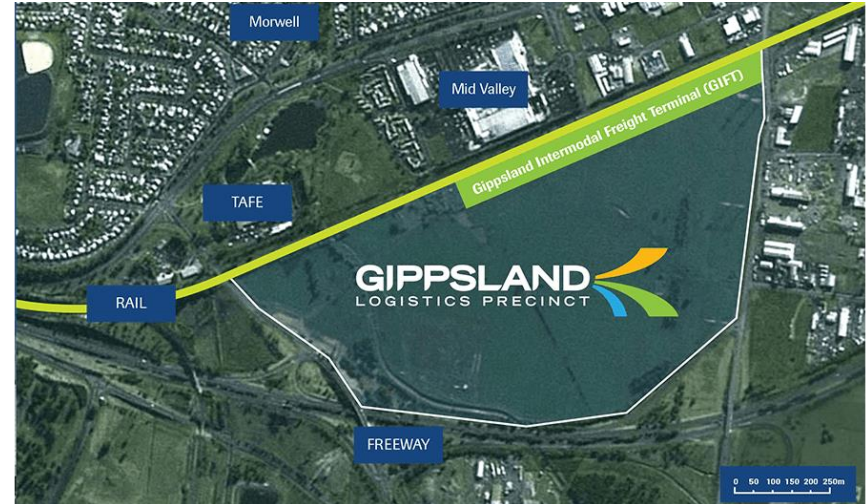 Morwell
Mid Valley
Gippsland Intermodal Freight Terminal (GIFT)
TAFE
GIPPSLAND
LOGISTICS PRECINCT
RAIL
FREEWAY
0 50 100 150 200 250m